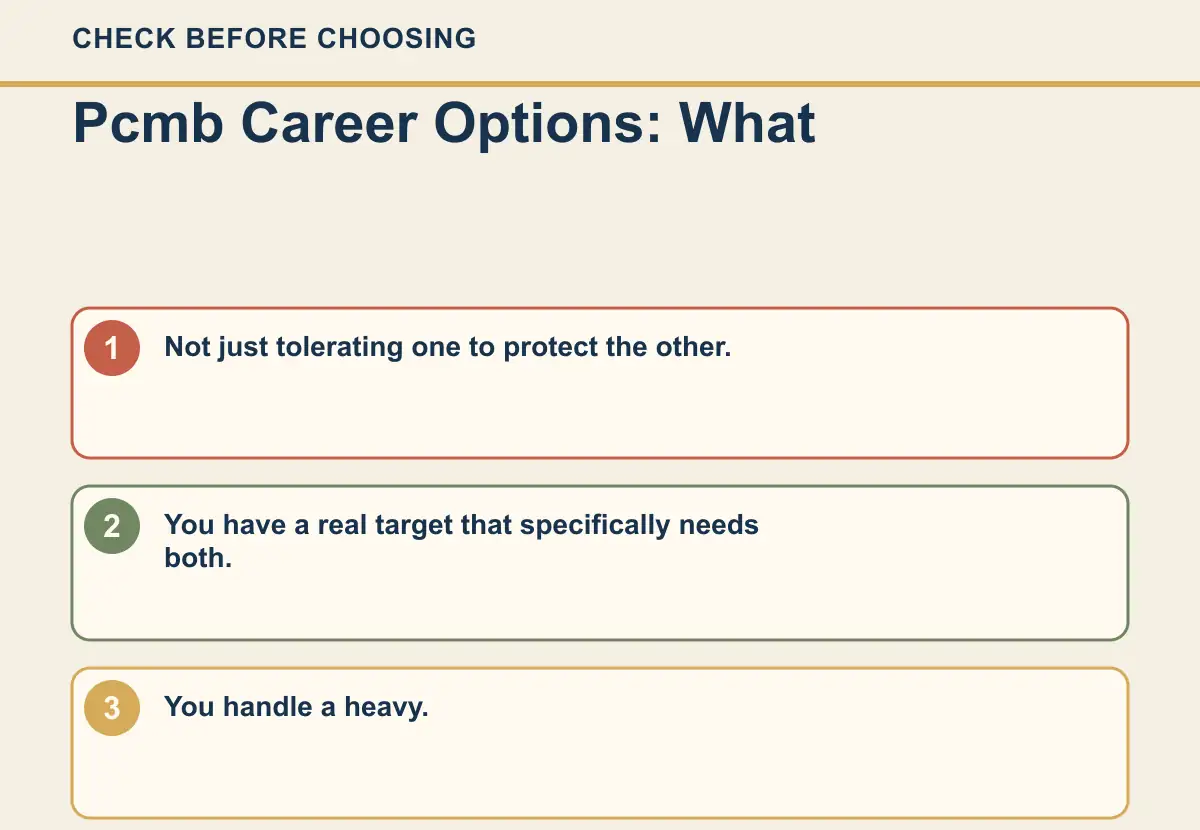 CHECK BEFORE CHOOSING
Pcmb Career Options: What
1 Not just tolerating one to protect the other.
2 You have a real target that specifically needs
both.
3 You handle a heavy.